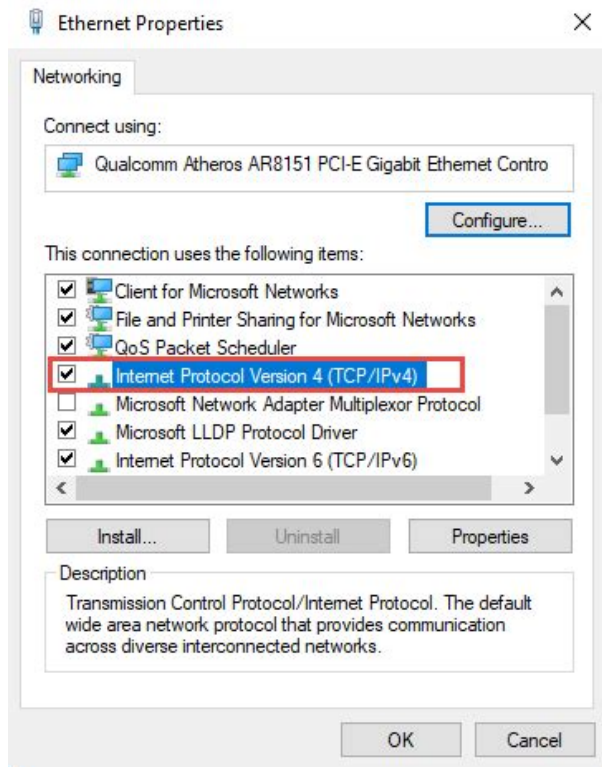 Ethernet Properties
Networking
Connect using:
Qualcomm Atheros AR8151 PCI-E Gigabit Ethernet Contro
Configure...
This connection uses the following items:
Client for Microsoft Networks
File and Printer Sharing for Microsoft Networks
QoS Packet Scheduler
Internet Protocol Version 4 (TCP/IPv4)
Microsoft Network Adapter Multiplexor Protocol
Microsoft LLDP Protocol Driver
Internet Protocol Version 6 (TCP/IPv6)
Install... Uninstall Properties
Description
Transmission Control Protocol/Internet Protocol. The default
wide area network protocol that provides communication
across diverse interconnected networks.
OK Cancel